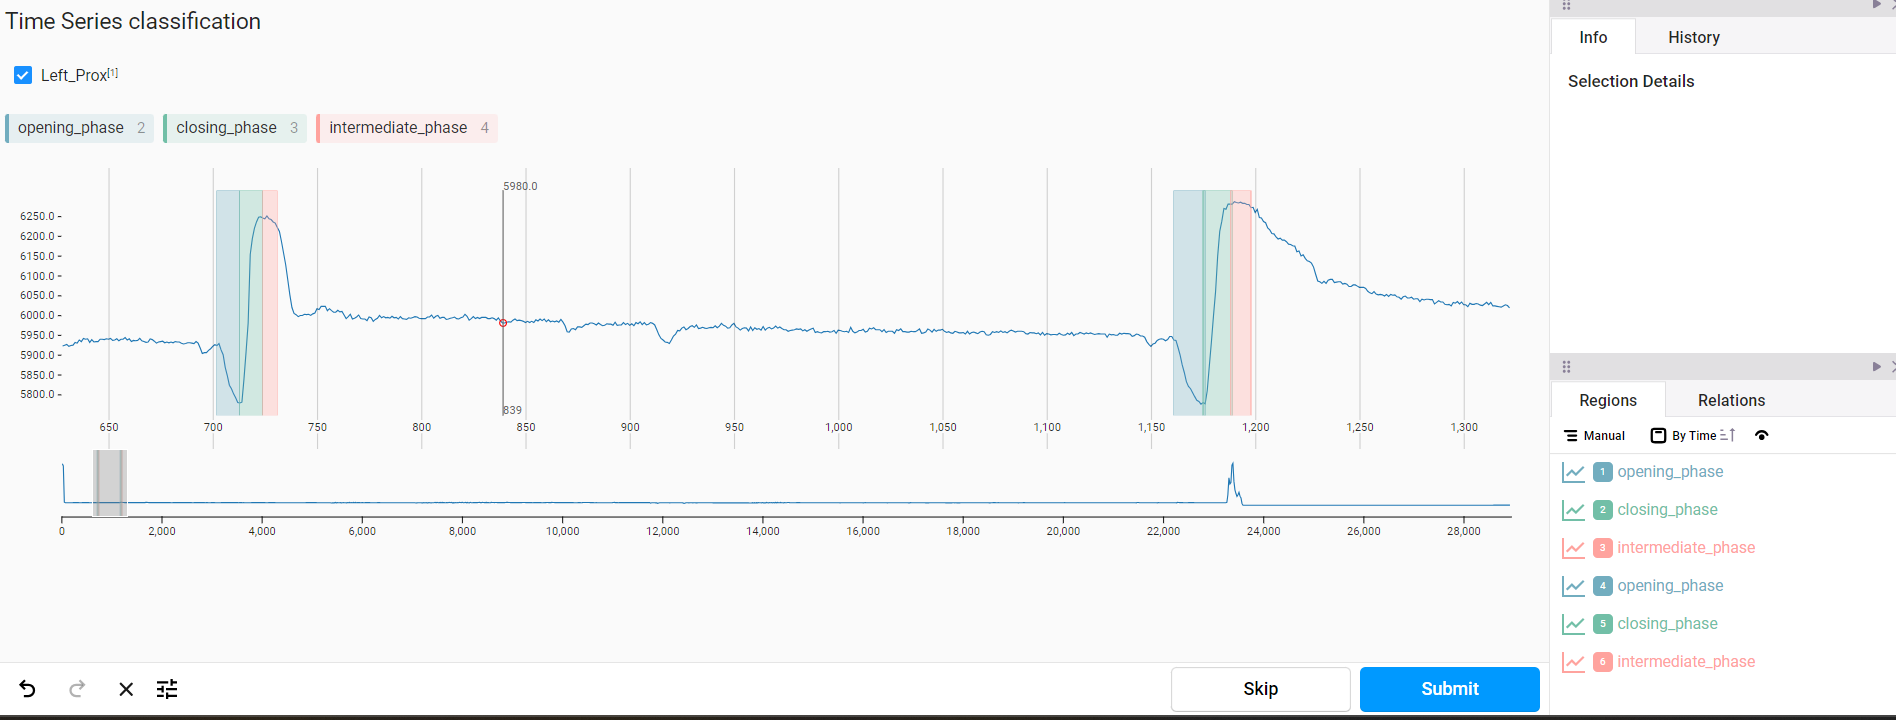 Time Series classification
Left_Prox[1]
opening_phase 2 closing_phase 3 intermediate_phase 4
5980.0
6250.0
6200.0
6150.0
6100.0
6050.0
6000.0
5950.0
5900.0
5850.0
5800.0
839
650 700 750 800 850 900 950 1,000 1,050 1,100 1,150 1,200 1,250 1,300
0 2,000 4,000 6,000 8,000 10,000 12,000 14,000 16,000 18,000 20,000 22,000 24,000 26,000 28,000
Skip Submit
Info History
Selection Details
Regions Relations
Manual By Time
1 opening_phase
2 closing_phase
3 intermediate_phase
4 opening_phase
5 closing_phase
6 intermediate_phase